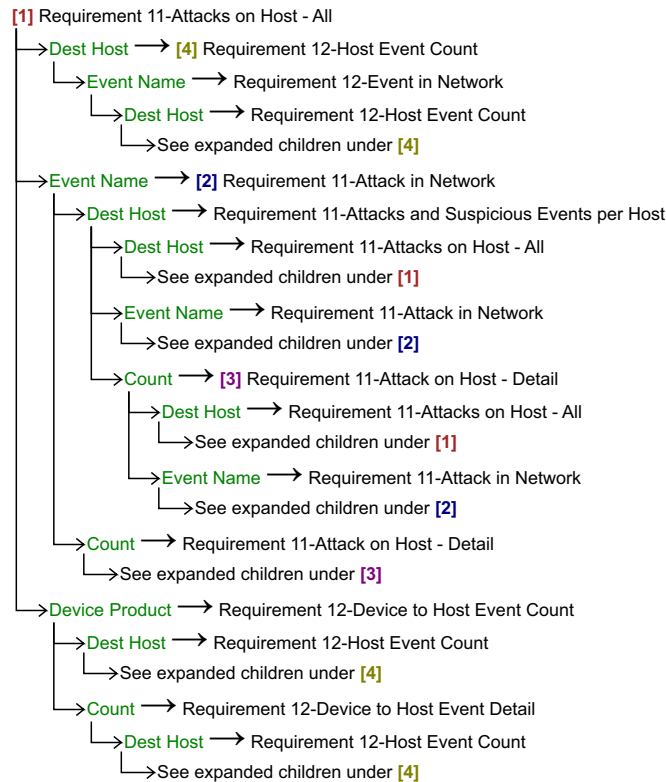 [1] Requirement 11-Attacks on Host - All
Dest Host → [4] Requirement 12-Host Event Count
Event Name → Requirement 12-Event in Network
Dest Host → Requirement 12-Host Event Count
See expanded children under [4]
Event Name → [2] Requirement 11-Attack in Network
Dest Host → Requirement 11-Attacks and Suspicious Events per Host
Dest Host → Requirement 11-Attacks on Host - All
See expanded children under [1]
Event Name → Requirement 11-Attack in Network
See expanded children under [2]
Count → [3] Requirement 11-Attack on Host - Detail
Dest Host → Requirement 11-Attacks on Host - All
See expanded children under [1]
Event Name → Requirement 11-Attack in Network
See expanded children under [2]
Count → Requirement 11-Attack on Host - Detail
See expanded children under [3]
Device Product → Requirement 12-Device to Host Event Count
Dest Host → Requirement 12-Host Event Count
See expanded children under [4]
Count → Requirement 12-Device to Host Event Detail
Dest Host → Requirement 12-Host Event Count
See expanded children under [4]